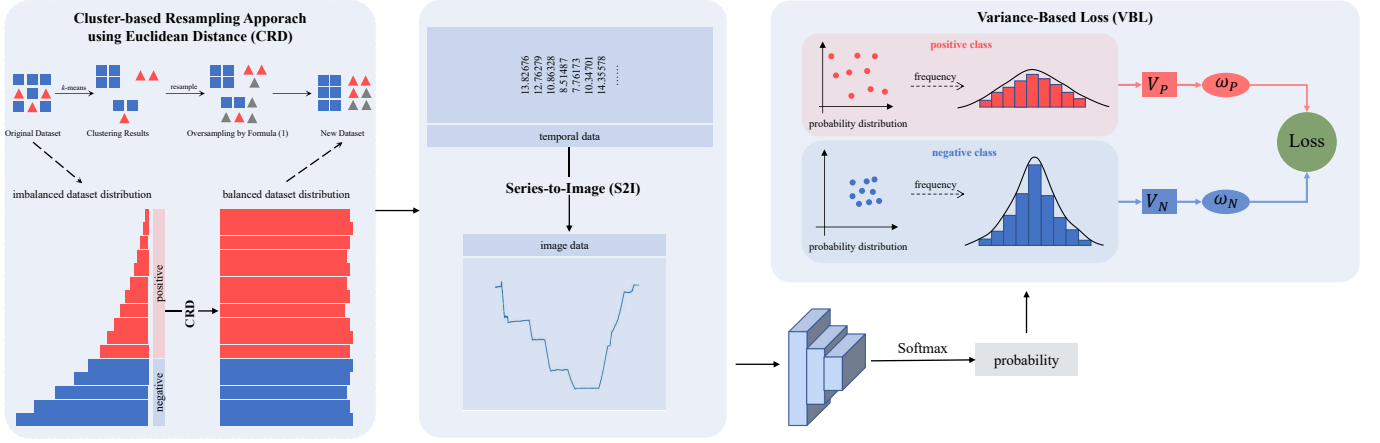 Cluster-based Resampling Apporach
using Euclidean Distance (CRD)
k-means
resample
Original Dataset
Clustering Results
Oversampling by Formula (1)
New Dataset
imbalanced dataset distribution
balanced dataset distribution
positive
negative
CRD
13.82676
12.76279
10.86328
8.51487
7.76173
10.34701
14.35578
......
temporal data
Series-to-Image (S2I)
image data
Variance-Based Loss (VBL)
positive class
frequency
probability distribution
negative class
frequency
probability distribution
V_P
ω_P
V_N
ω_N
Loss
Softmax
probability